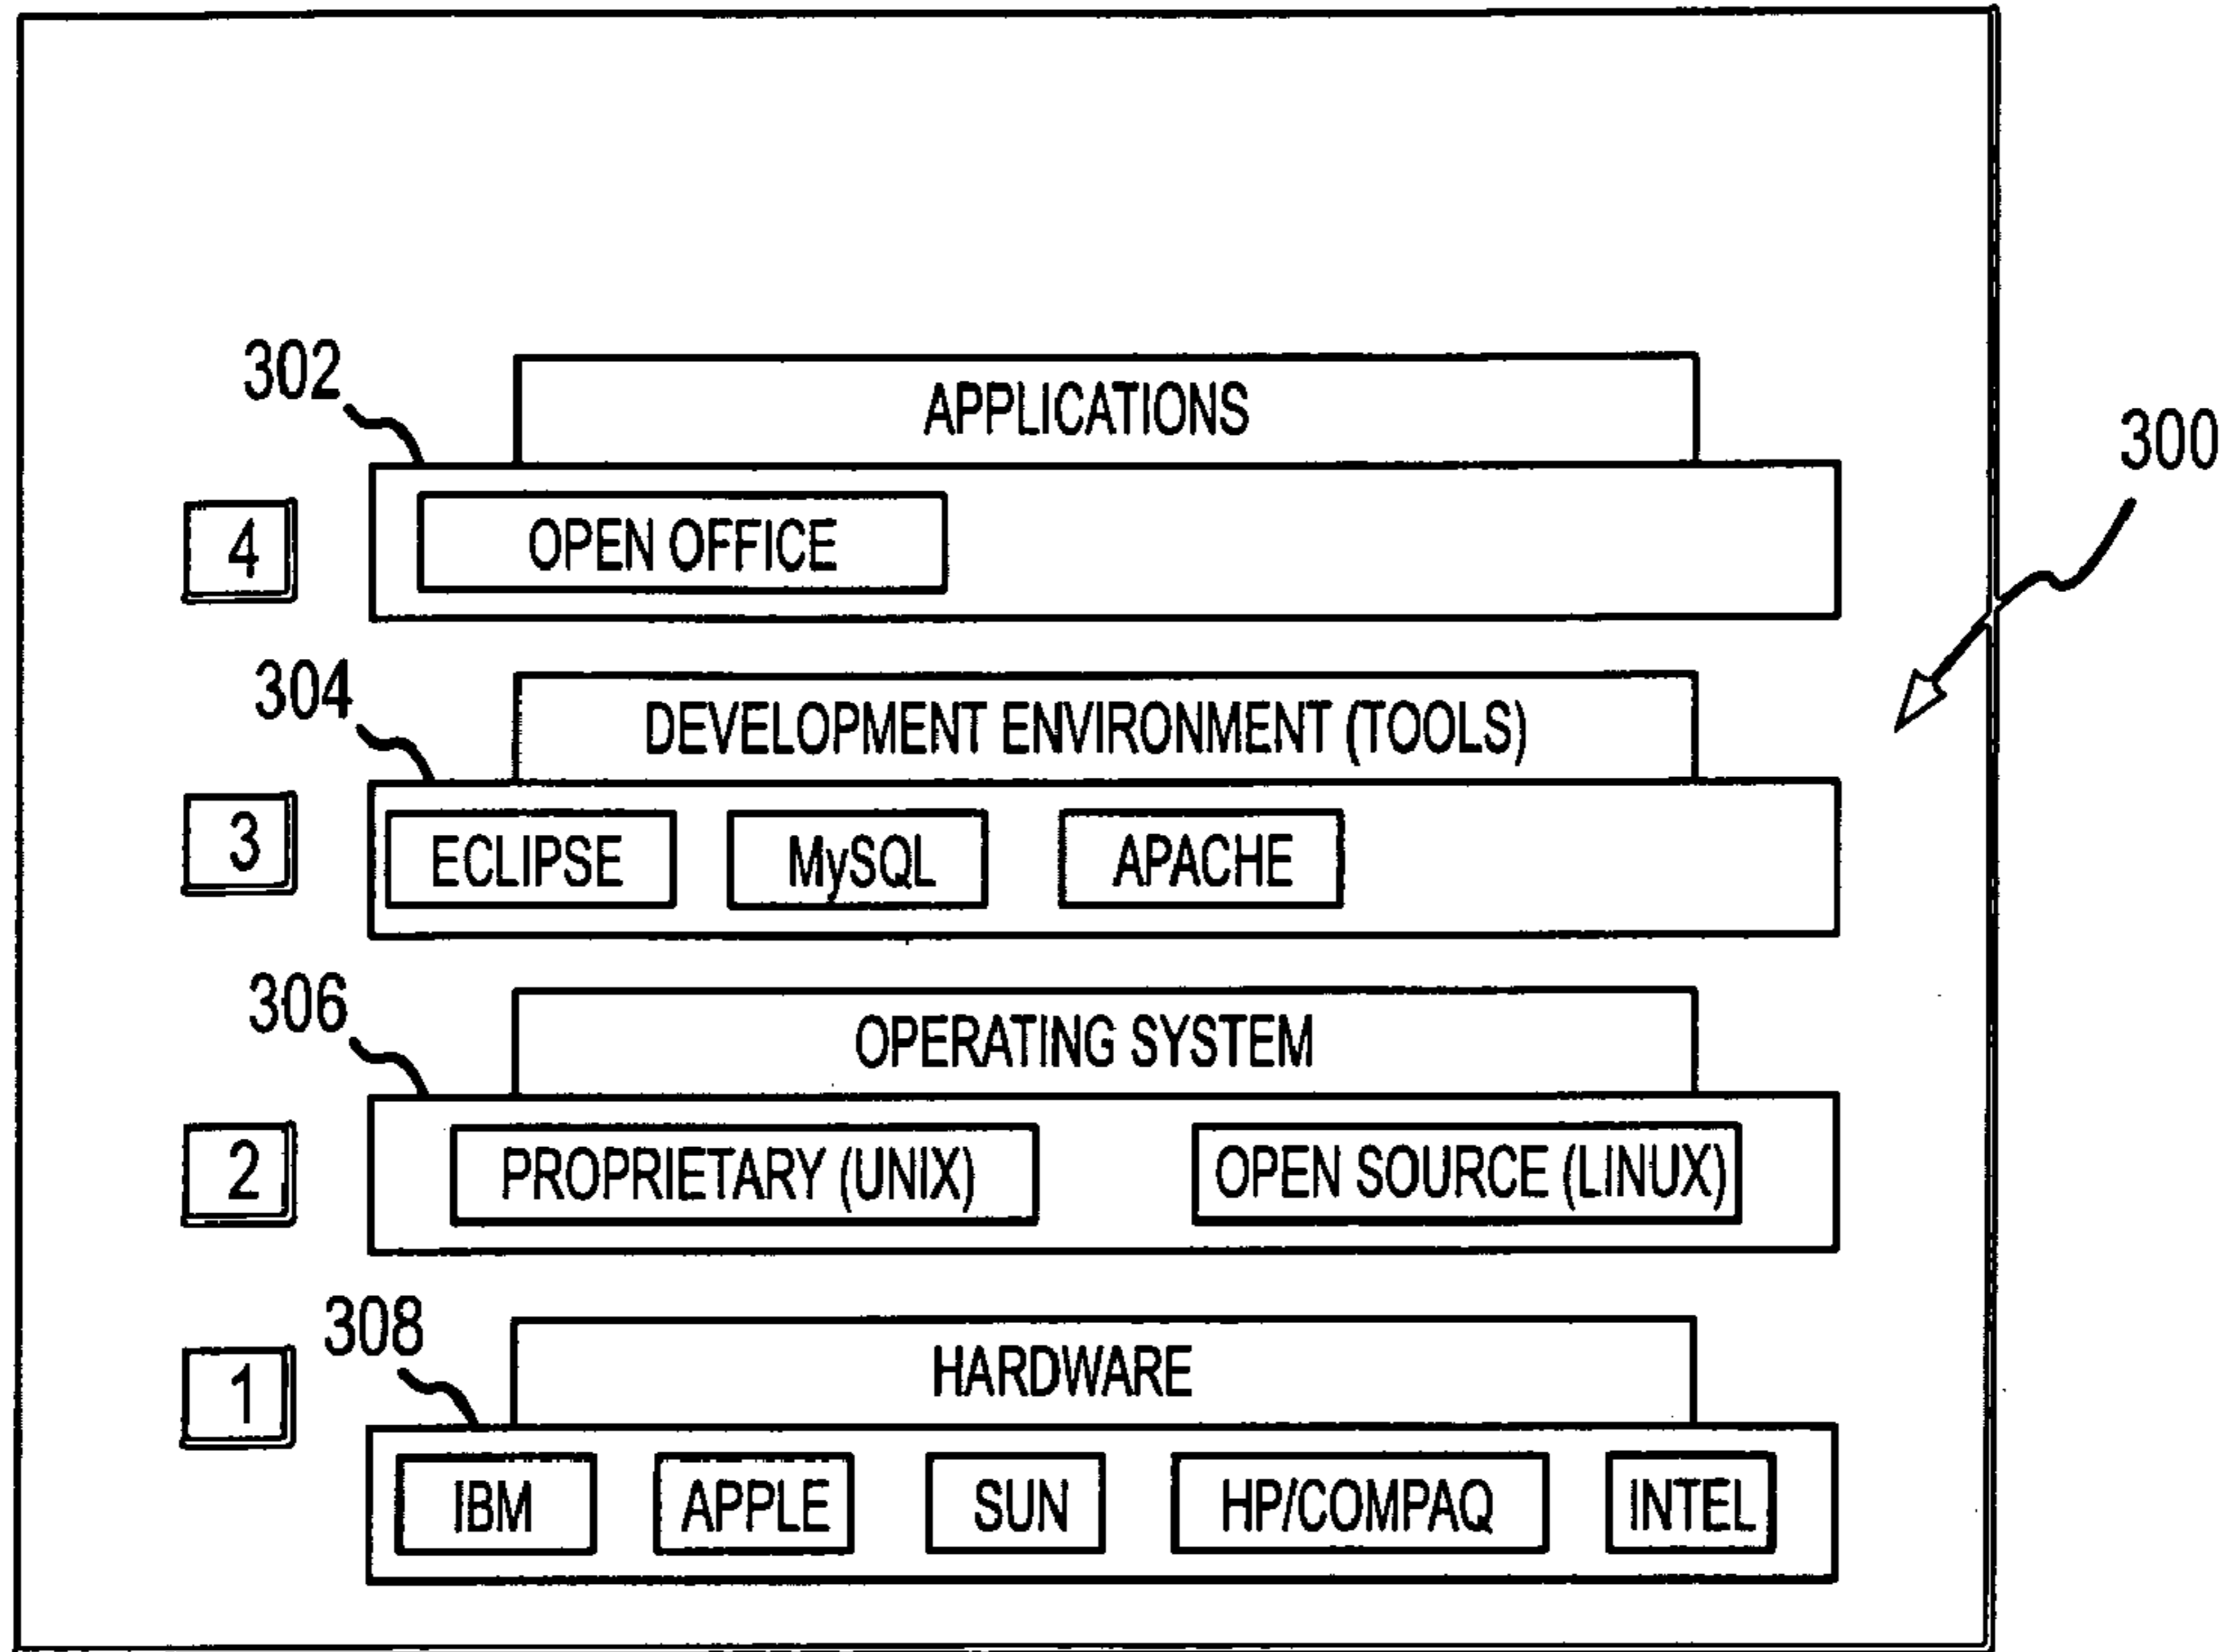 302
APPLICATIONS
300
4
OPEN OFFICE
304
DEVELOPMENT ENVIRONMENT (TOOLS)
3
ECLIPSE MySQL APACHE
306
OPERATING SYSTEM
2
PROPRIETARY (UNIX) OPEN SOURCE (LINUX)
308
HARDWARE
1
IBM APPLE SUN HP/COMPAQ INTEL